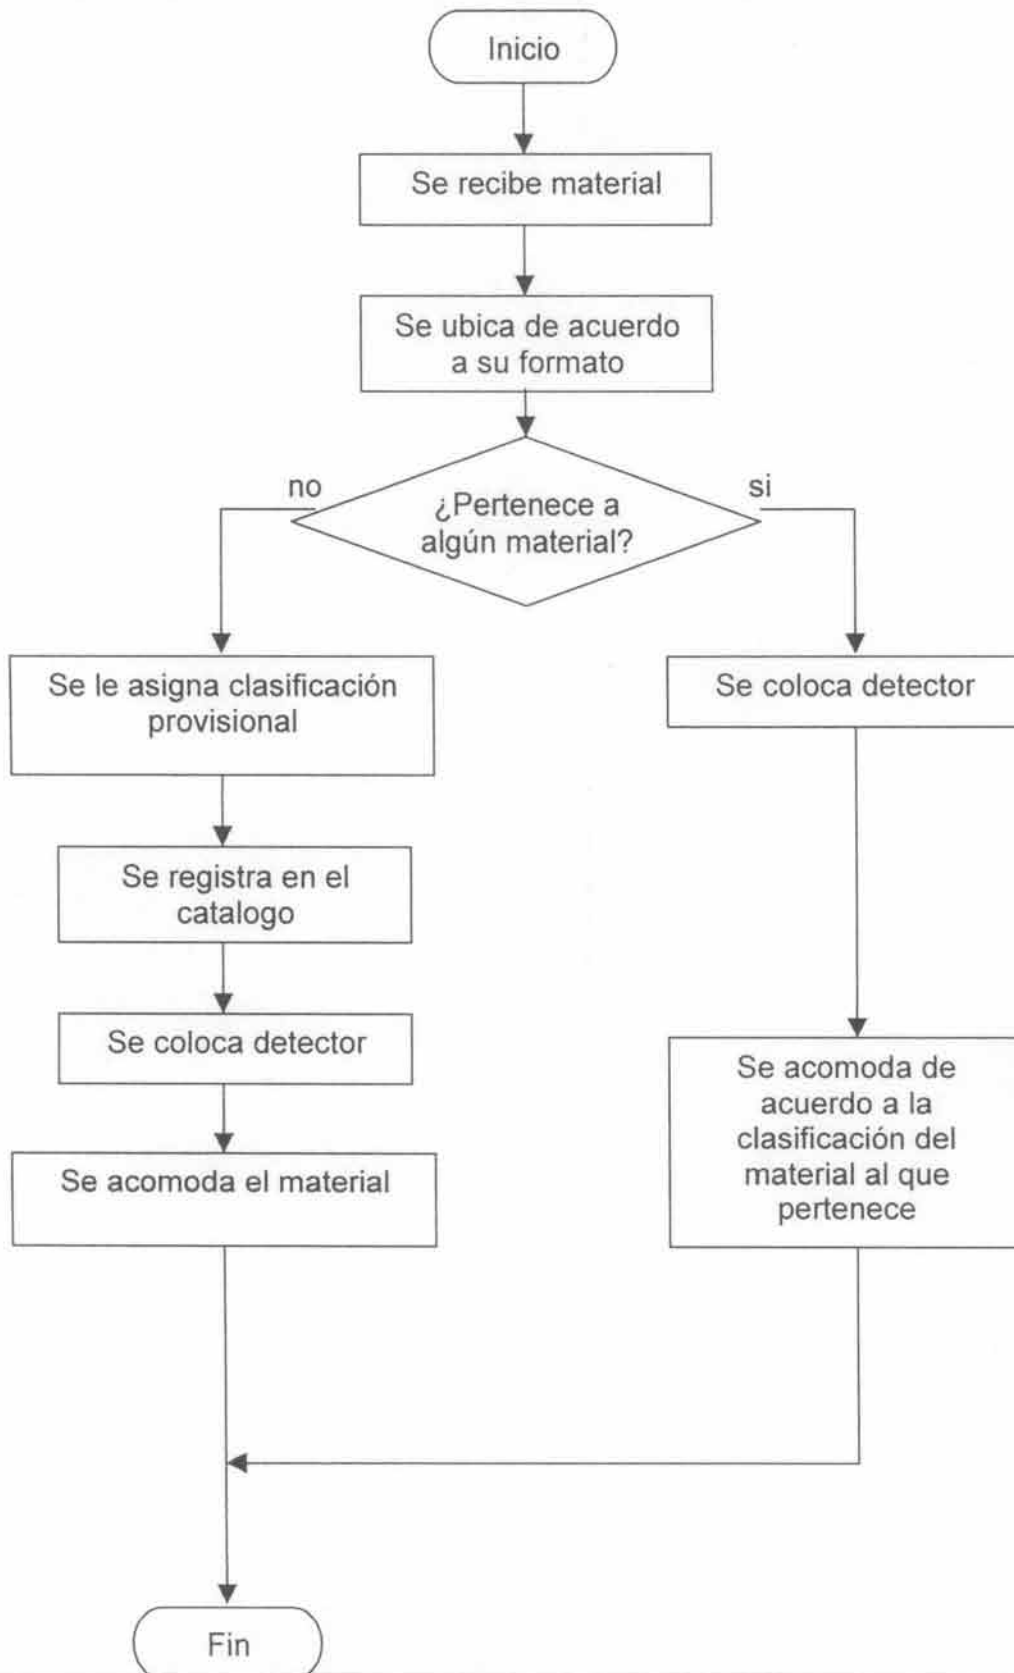 Inicio
Se recibe material
Se ubica de acuerdo
a su formato
no
si
¿Pertenece a
algún material?
Se le asigna clasificación
provisional
Se registra en el
catalogo
Se coloca detector
Se acomoda el material
Se coloca detector
Se acomoda de
acuerdo a la
clasificación del
material al que
pertenece
Fin